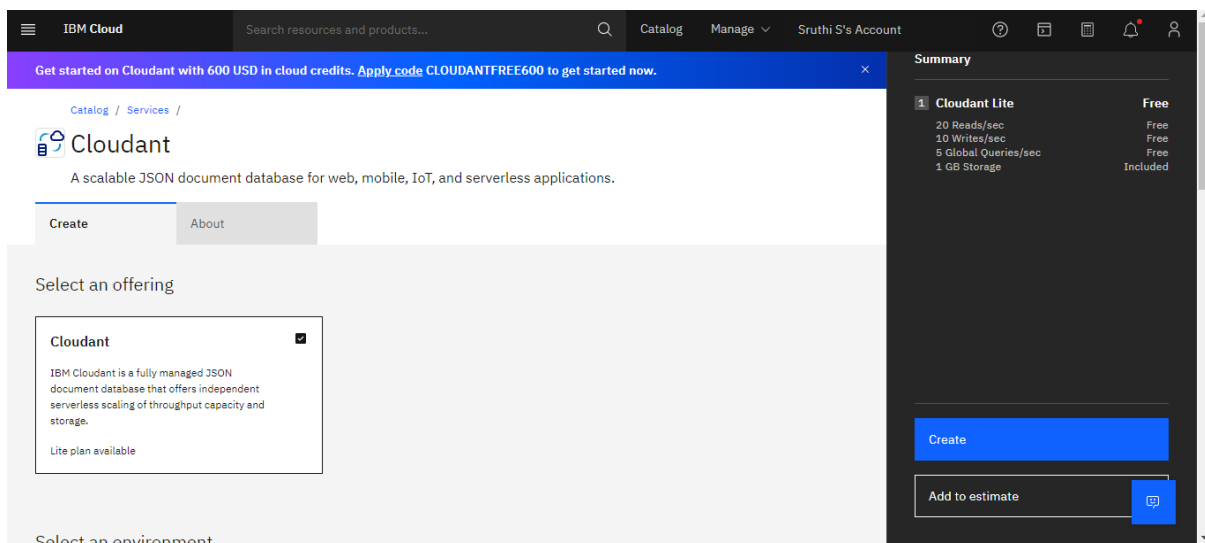 IBM Cloud
Search resources and products...
Catalog
Manage
Sruthi S's Account
Get started on Cloudant with 600 USD in cloud credits. Apply code CLOUDANTFREE600 to get started now.
Catalog / Services /
Cloudant
A scalable JSON document database for web, mobile, IoT, and serverless applications.
Create
About
Select an offering
Cloudant
IBM Cloudant is a fully managed JSON
document database that offers independent
serverless scaling of throughput capacity and
storage.
Lite plan available
Select an environment
Summary
1 Cloudant Lite Free
20 Reads/sec Free
10 Writes/sec Free
5 Global Queries/sec Free
1 GB Storage Included
Create
Add to estimate